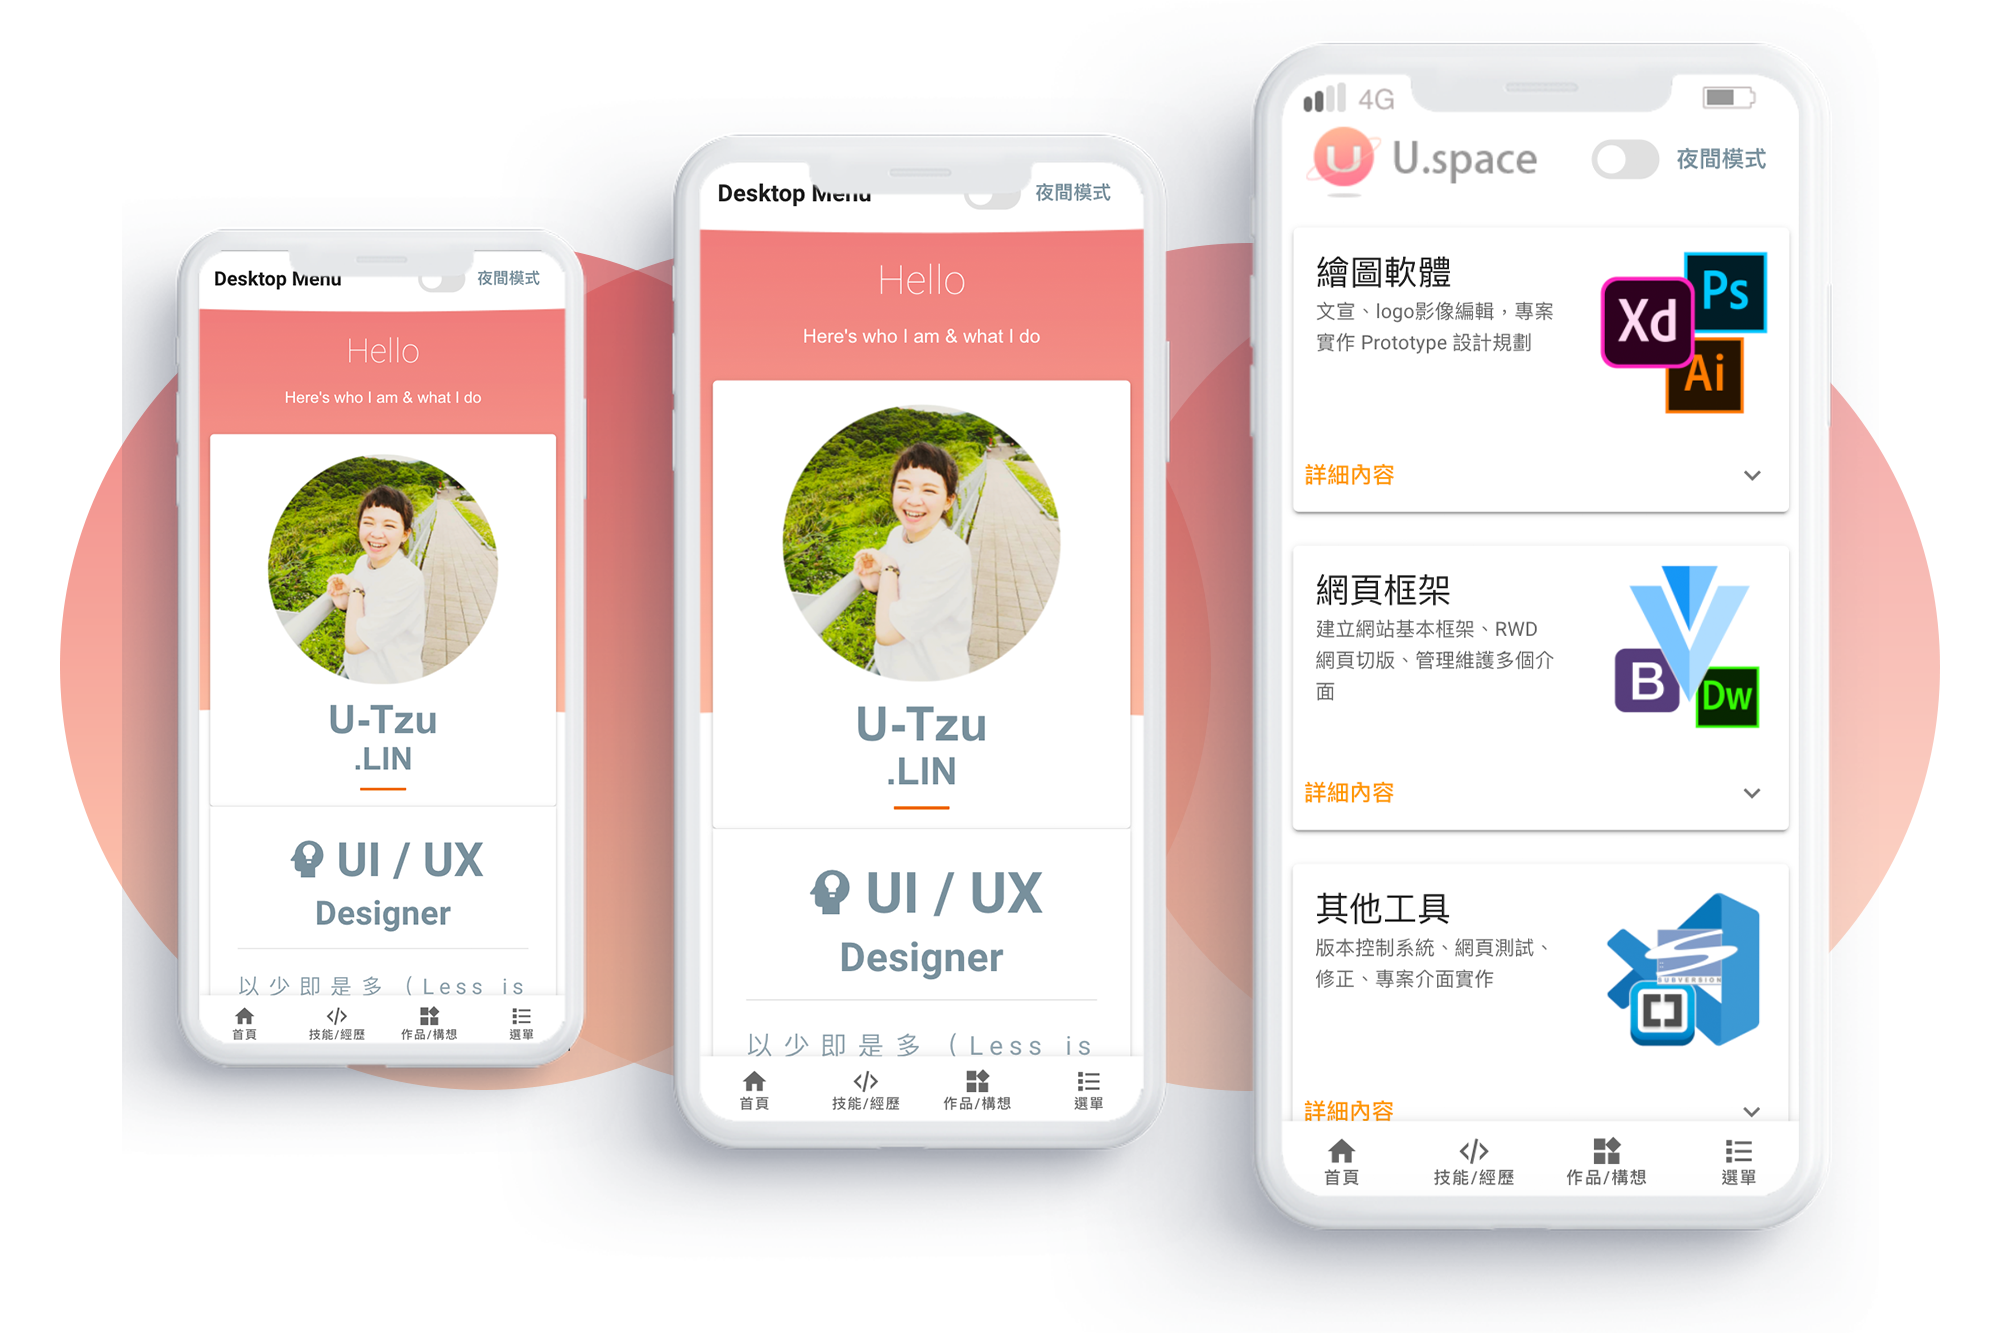 Desktop Menu
夜間模式
Hello
Here's who I am & what I do
U-Tzu
.LIN
UI / UX
Designer
以少即是多（Less is
首頁
技能/經歷
作品/構想
選單
Desktop Menu
夜間模式
Hello
Here's who I am & what I do
U-Tzu
.LIN
UI / UX
Designer
以少即是多（Less is
首頁
技能/經歷
作品/構想
選單
4G
U
U.space
夜間模式
繪圖軟體
文宣、logo影像編輯，專案
實作 Prototype 設計規劃
Ps
Xd
Ai
詳細內容
網頁框架
建立網站基本框架、RWD
網頁切版、管理維護多個介
面
B
Dw
詳細內容
其他工具
版本控制系統、網頁測試、
修正、專案介面實作
SUBVERSION
詳細內容
首頁
技能/經歷
作品/構想
選單